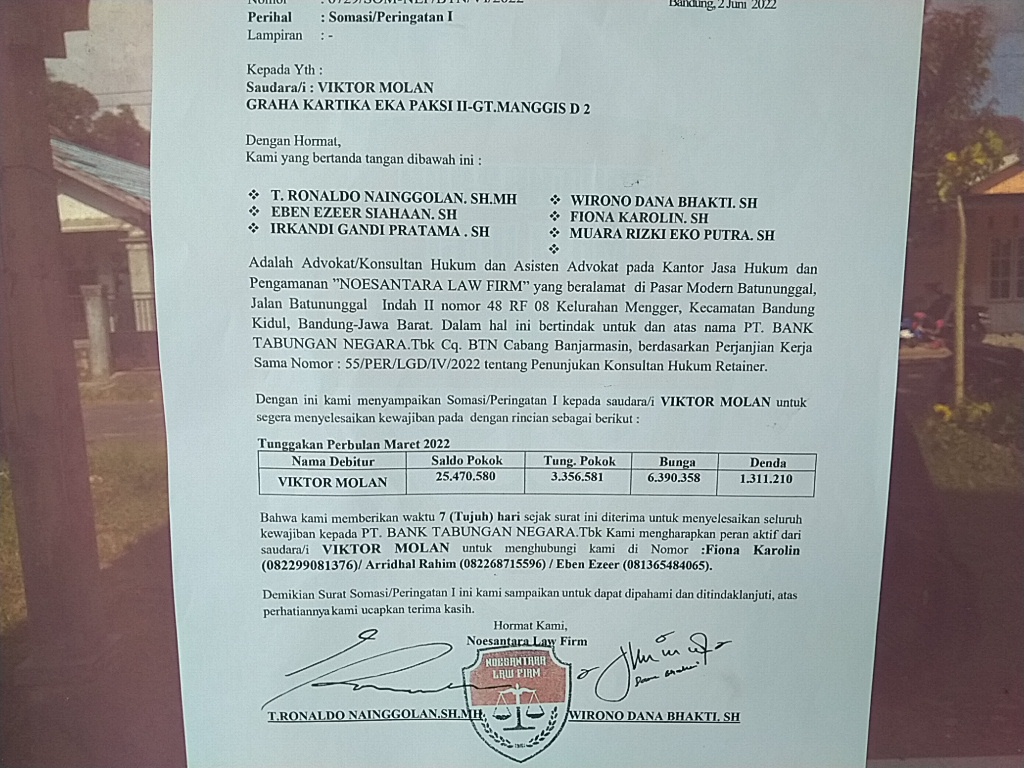 Nomor : 0729/SOM-NLF/BTN/VI/2022
Bandung, 2 Juni 2022
Perihal : Somasi/Peringatan I
Lampiran : -
Kepada Yth :
Saudara/i : VIKTOR MOLAN
GRAHA KARTIKA EKA PAKSI II-GT.MANGGIS D 2
Dengan Hormat,
Kami yang bertanda tangan dibawah ini :
❖ T. RONALDO NAINGGOLAN. SH.MH
❖ EBEN EZEER SIAHAAN. SH
❖ IRKANDI GANDI PRATAMA . SH
❖ WIRONO DANA BHAKTI. SH
❖ FIONA KAROLIN. SH
❖ MUARA RIZKI EKO PUTRA. SH
❖
Adalah Advokat/Konsultan Hukum dan Asisten Advokat pada Kantor Jasa Hukum dan
Pengamanan ”NOESANTARA LAW FIRM” yang beralamat di Pasar Modern Batununggal,
Jalan Batununggal Indah II nomor 48 RF 08 Kelurahan Mengger, Kecamatan Bandung
Kidul, Bandung-Jawa Barat. Dalam hal ini bertindak untuk dan atas nama PT. BANK
TABUNGAN NEGARA.Tbk Cq. BTN Cabang Banjarmasin, berdasarkan Perjanjian Kerja
Sama Nomor : 55/PER/LGD/IV/2022 tentang Penunjukan Konsultan Hukum Retainer.
Dengan ini kami menyampaikan Somasi/Peringatan I kepada saudara/i VIKTOR MOLAN untuk
segera menyelesaikan kewajiban pada dengan rincian sebagai berikut :
Tunggakan Perbulan Maret 2022
Nama Debitur Saldo Pokok Tung. Pokok Bunga Denda
VIKTOR MOLAN 25.470.580 3.356.581 6.390.358 1.311.210
Bahwa kami memberikan waktu 7 (Tujuh) hari sejak surat ini diterima untuk menyelesaikan seluruh
kewajiban kepada PT. BANK TABUNGAN NEGARA.Tbk Kami mengharapkan peran aktif dari
saudara/i VIKTOR MOLAN untuk menghubungi kami di Nomor :Fiona Karolin
(082299081376)/ Arridhal Rahim (082268715596) / Eben Ezeer (081365484065).
Demikian Surat Somasi/Peringatan I ini kami sampaikan untuk dapat dipahami dan ditindaklanjuti, atas
perhatiannya kami ucapkan terima kasih.
Hormat Kami,
Noesantara Law Firm
NOESANTARA
LAW FIRM
T.RONALDO NAINGGOLAN.SH.MH
WIRONO DANA BHAKTI. SH